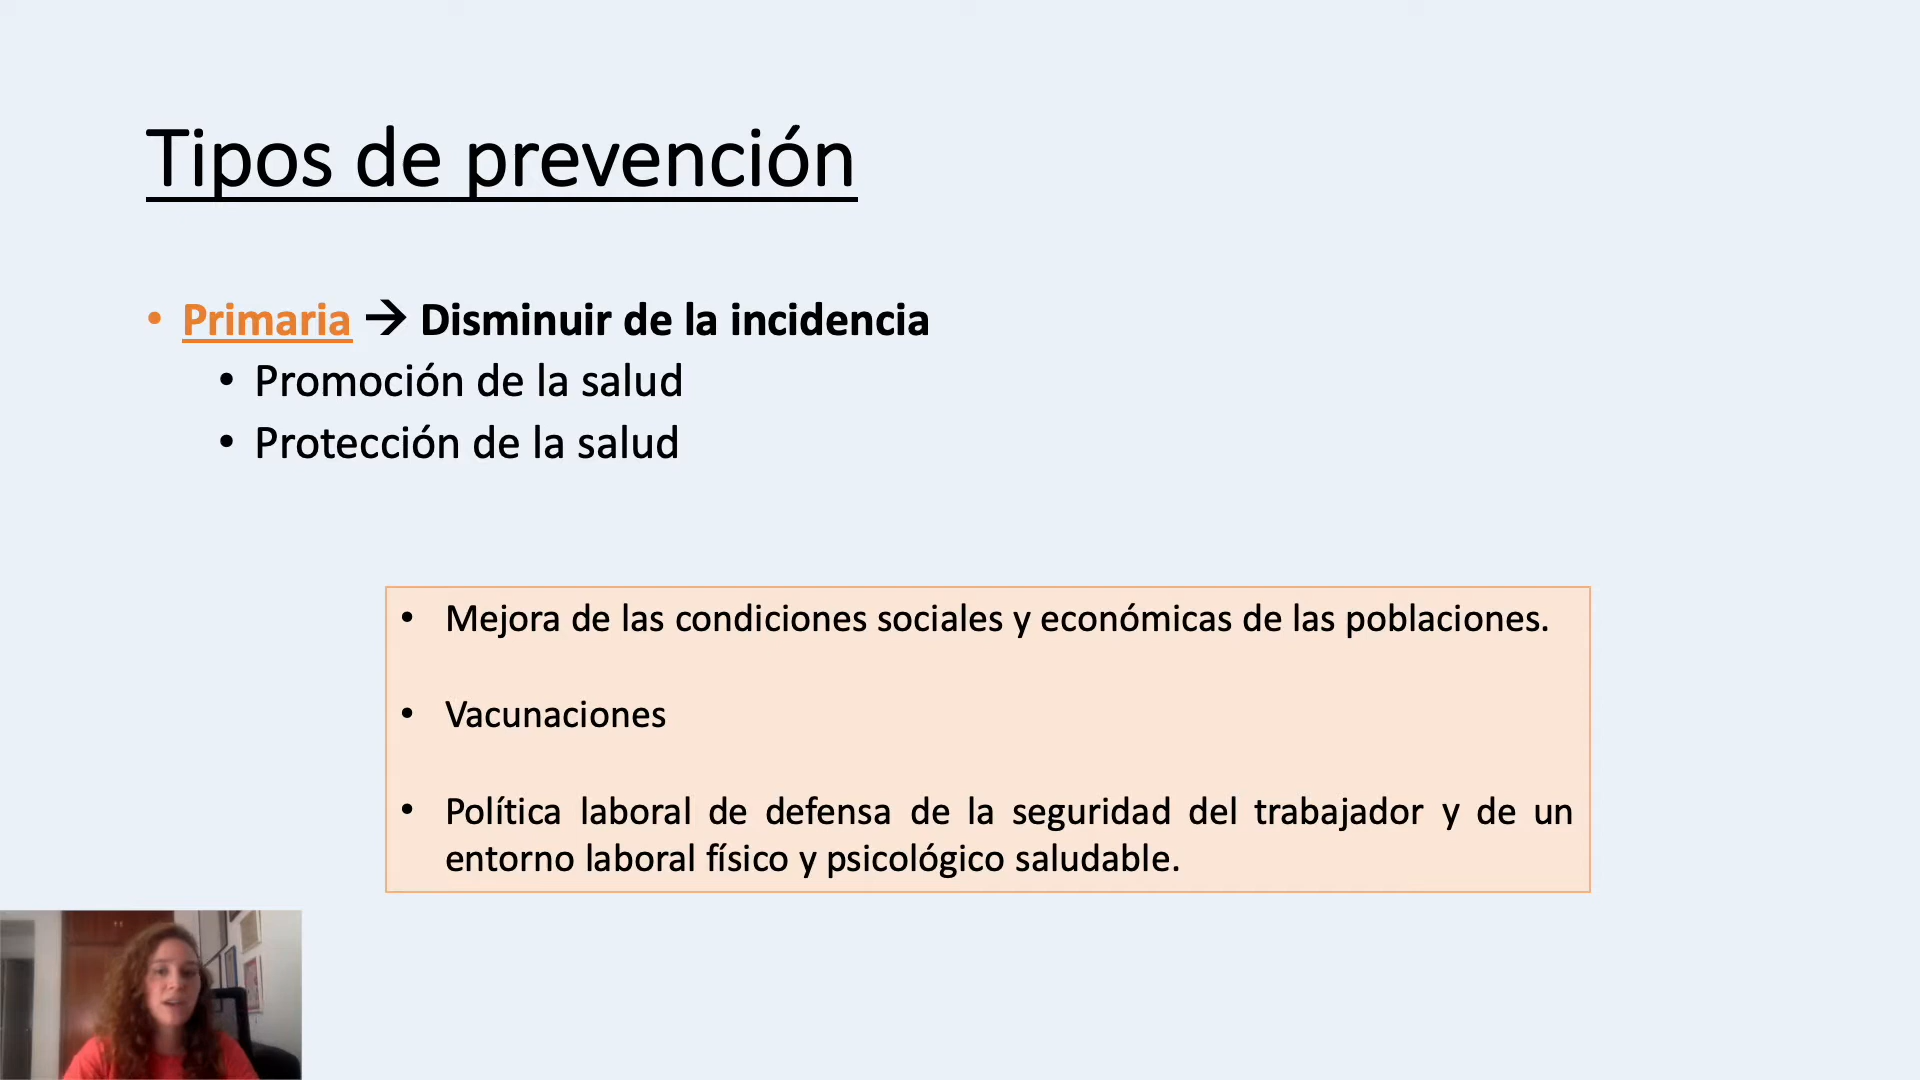 Tipos de prevención
• Primaria → Disminuir de la incidencia
• Promoción de la salud
• Protección de la salud
• Mejora de las condiciones sociales y económicas de las poblaciones.
• Vacunaciones
• Política laboral de defensa de la seguridad del trabajador y de un
entorno laboral físico y psicológico saludable.